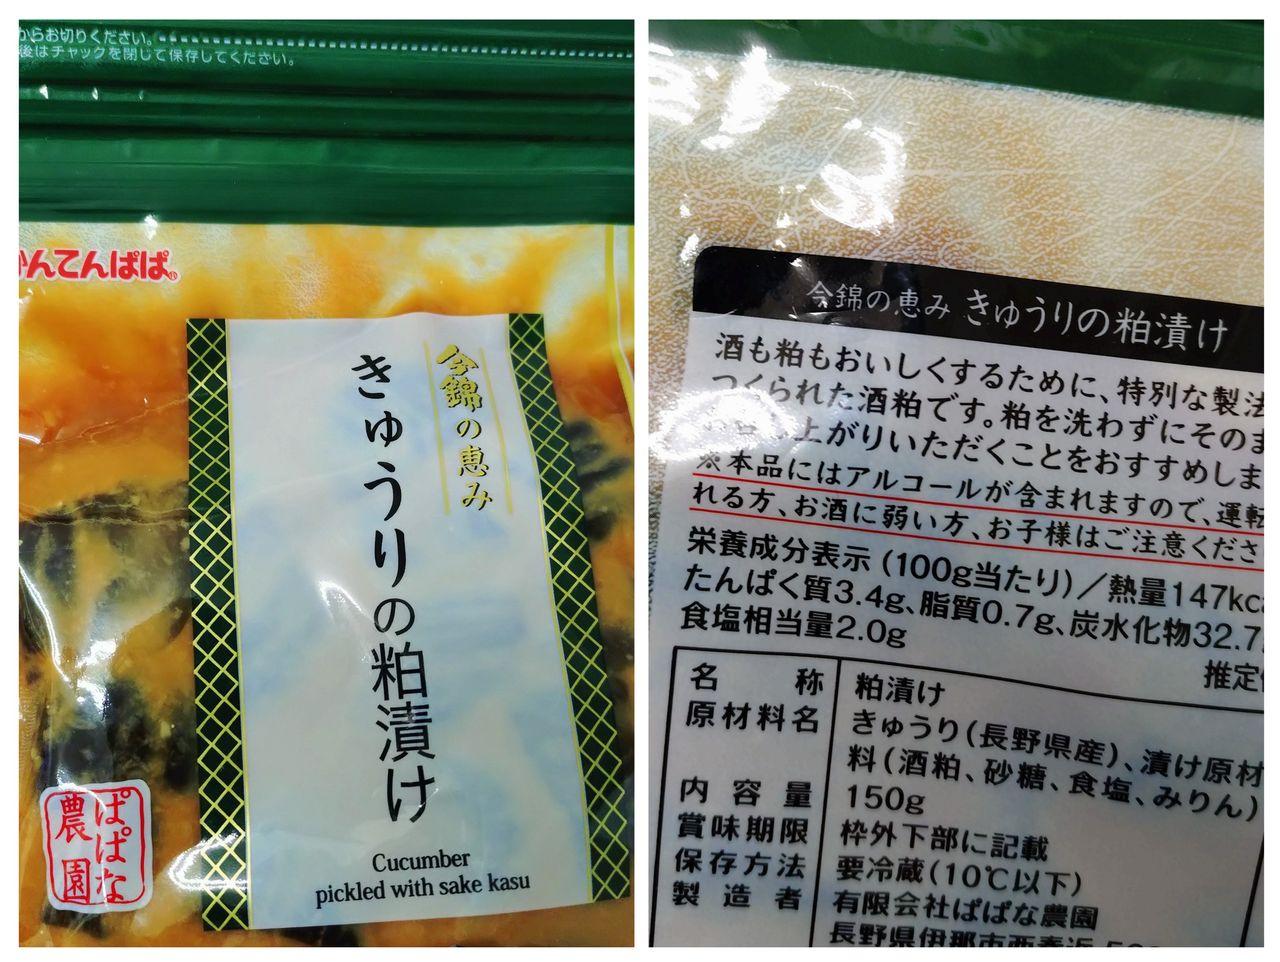 からお切りください。
後はチャックを閉じて保存してください。
かんてんぱぱ®
今錦の恵み
きゅうりの粕漬け
Cucumber
pickled with sake kasu
ぱぱな
農園
今錦の恵み きゅうりの粕漬け
酒も粕もおいしくするために、特別な製法
つくられた酒粕です。粕を洗わずにそのま
上がりいただくことをおすすめしま
※本品にはアルコールが含まれますので、運転
れる方、お酒に弱い方、お子様はご注意くださ
栄養成分表示 (100g当たり)／熱量147kc
たんぱく質3.4g、脂質0.7g、炭水化物32.7
食塩相当量2.0g
推定
名称 粕漬け
原材料名 きゅうり(長野県産)、漬け原材
料(酒粕、砂糖、食塩、みりん)
内容量 150g
賞味期限 枠外下部に記載
保存方法 要冷蔵(10℃以下)
製造者 有限会社ぱぱな農園
長野県伊那市西春近